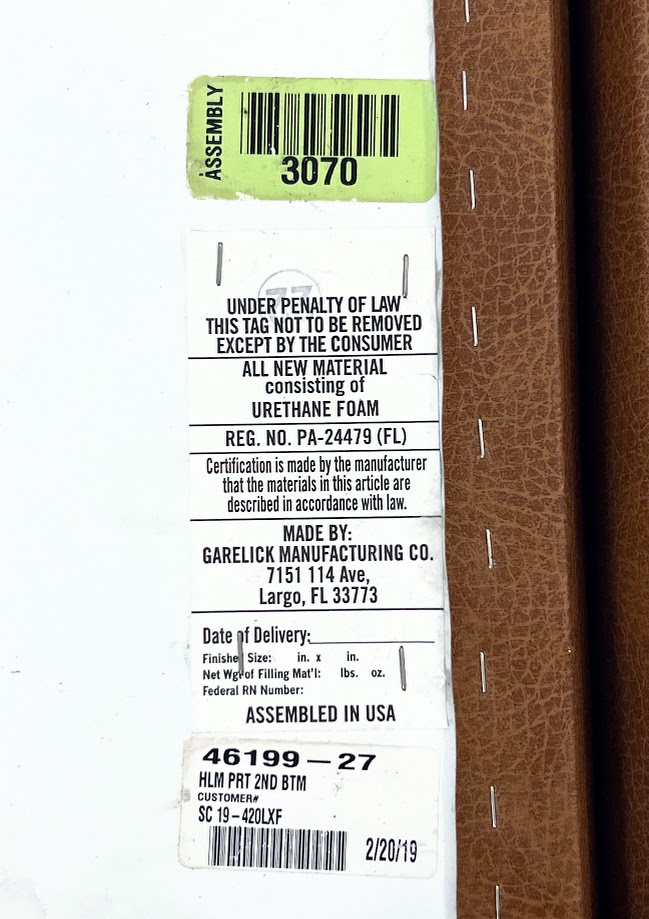 ASSEMBLY
3070
77
UNDER PENALTY OF LAW
THIS TAG NOT TO BE REMOVED
EXCEPT BY THE CONSUMER
ALL NEW MATERIAL
consisting of
URETHANE FOAM
REG. NO. PA-24479 (FL)
Certification is made by the manufacturer
that the materials in this article are
described in accordance with law.
MADE BY:
GARELICK MANUFACTURING CO.
7151 114 Ave,
Largo, FL 33773
Date of Delivery:
Finished Size: in. x in.
Net Wgt of Filling Mat'l: lbs. oz.
Federal RN Number:
ASSEMBLED IN USA
46199-27
HLM PRT 2ND BTM
CUSTOMER#
SC 19-420LXF
2/20/19